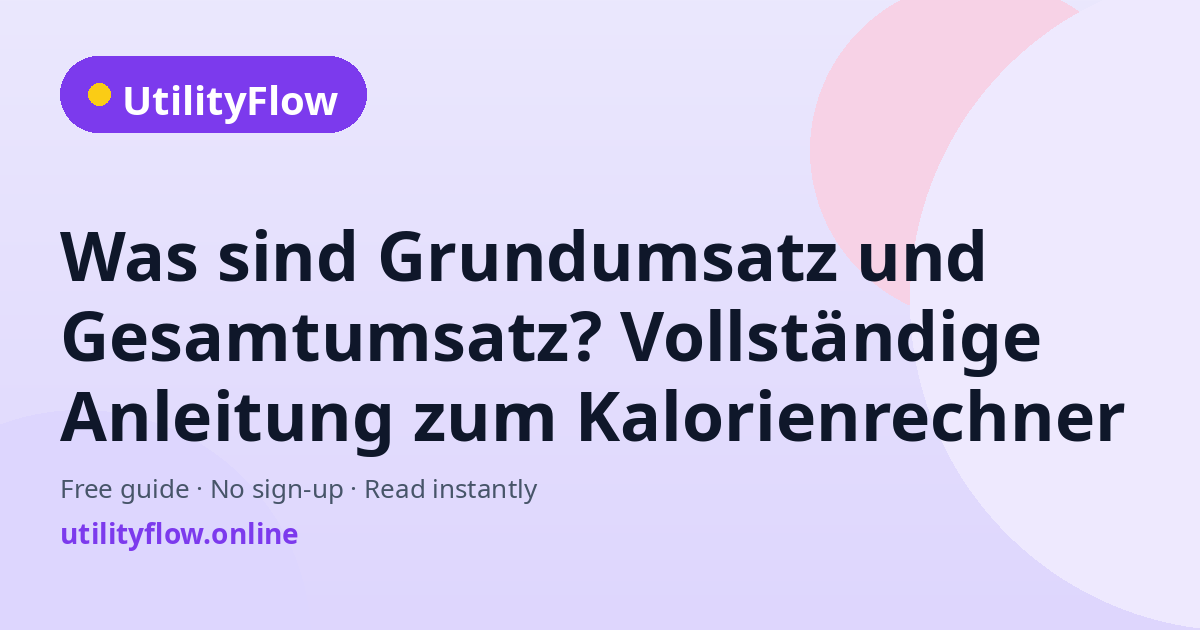 UtilityFlow
Was sind Grundumsatz und
Gesamtumsatz? Vollständige
Anleitung zum Kalorienrechner
Free guide · No sign-up · Read instantly
utilityflow.online